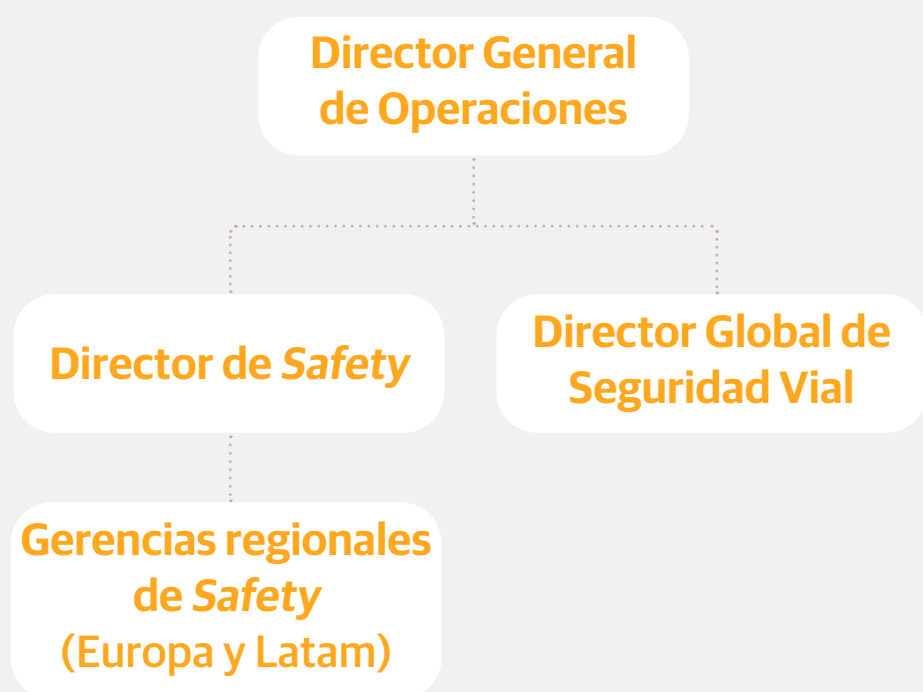 Director General
de Operaciones
Director de Safety
Director Global de
Seguridad Vial
Gerencias regionales
de Safety
(Europa y Latam)